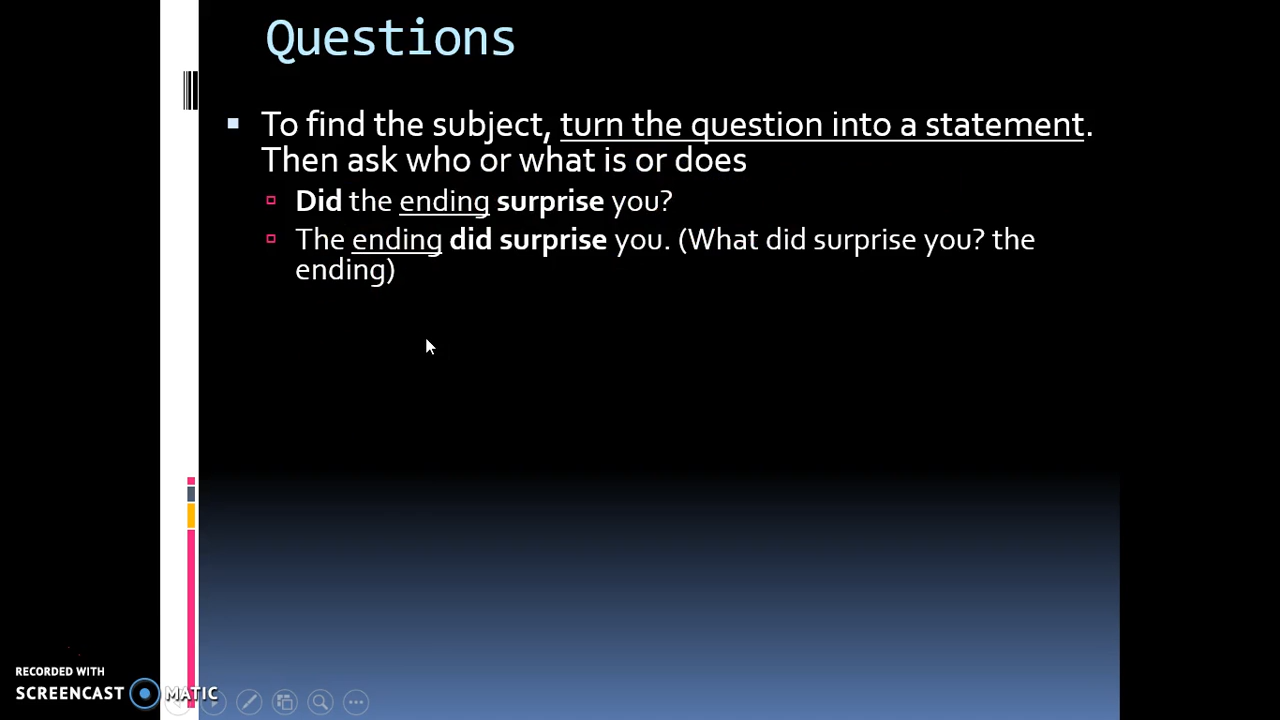 Questions
To find the subject, turn the question into a statement.
Then ask who or what is or does
Did the ending surprise you?
The ending did surprise you. (What did surprise you? the
ending)
RECORDED WITH
SCREENCAST MATIC